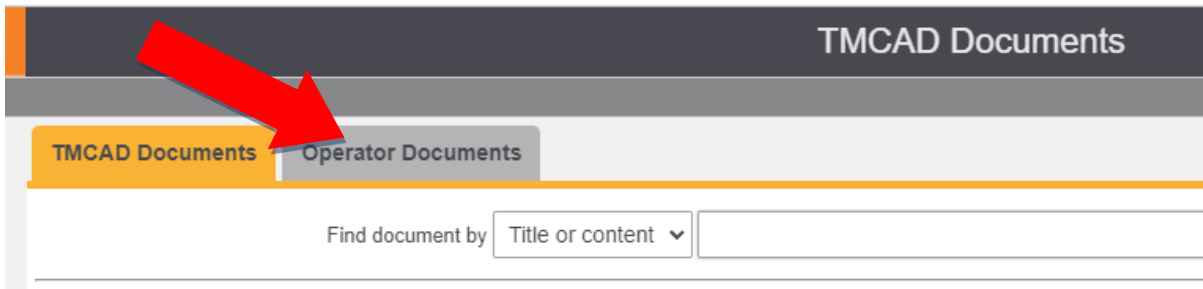 TMCAD Documents
TMCAD Documents Operator Documents
Find document by Title or content